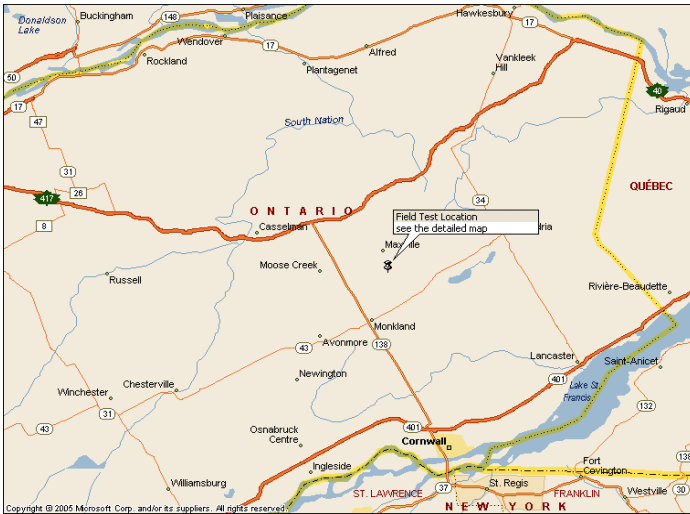 Donaldson
Lake
Buckingham
148
Plaisance
Hawkesbury
17
Wendover
17
Alfred
Vankleek
Hill
Rockland
Plantagenet
50
17
40
Rigaud
47
South Nation
31
26
417
34
QUÉBEC
8
ONTARIO
Field Test Location
see the detailed map
Casselman
Maxville
Moose Creek
Russell
Rivière-Beaudette
Monkland
138
43
Avonmore
Lancaster
Saint-Anicet
401
Newington
Lake St.
Francis
Chesterville
Winchester
31
132
43
401
Osnabruck
Centre
Cornwall
138
Ingleside
Fort
Covington
Williamsburg
37
St. Regis
ST. LAWRENCE
FRANKLIN
Westville
NEW YORK
Copyright © 2005 Microsoft Corp. and/or its suppliers. All rights reserved.